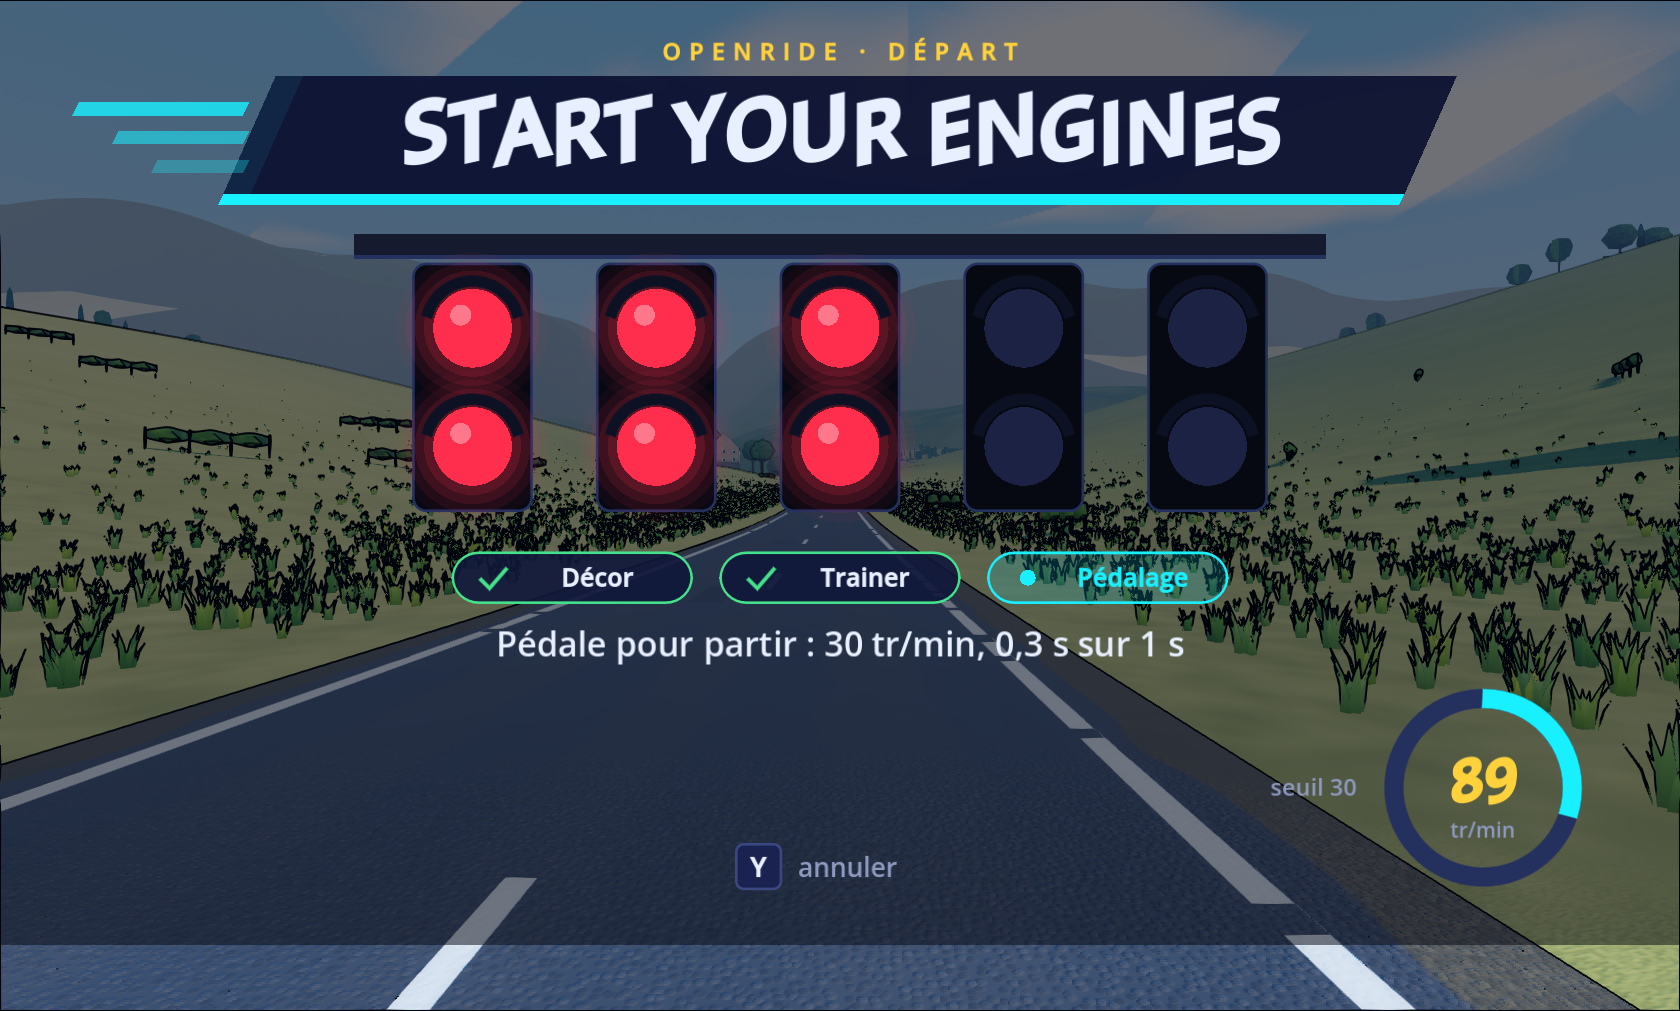 OPENRIDE · DÉPART
START YOUR ENGINES
Décor
Trainer
Pédalage
Pédale pour partir : 30 tr/min, 0,3 s sur 1 s
seuil 30
89
tr/min
Y annuler